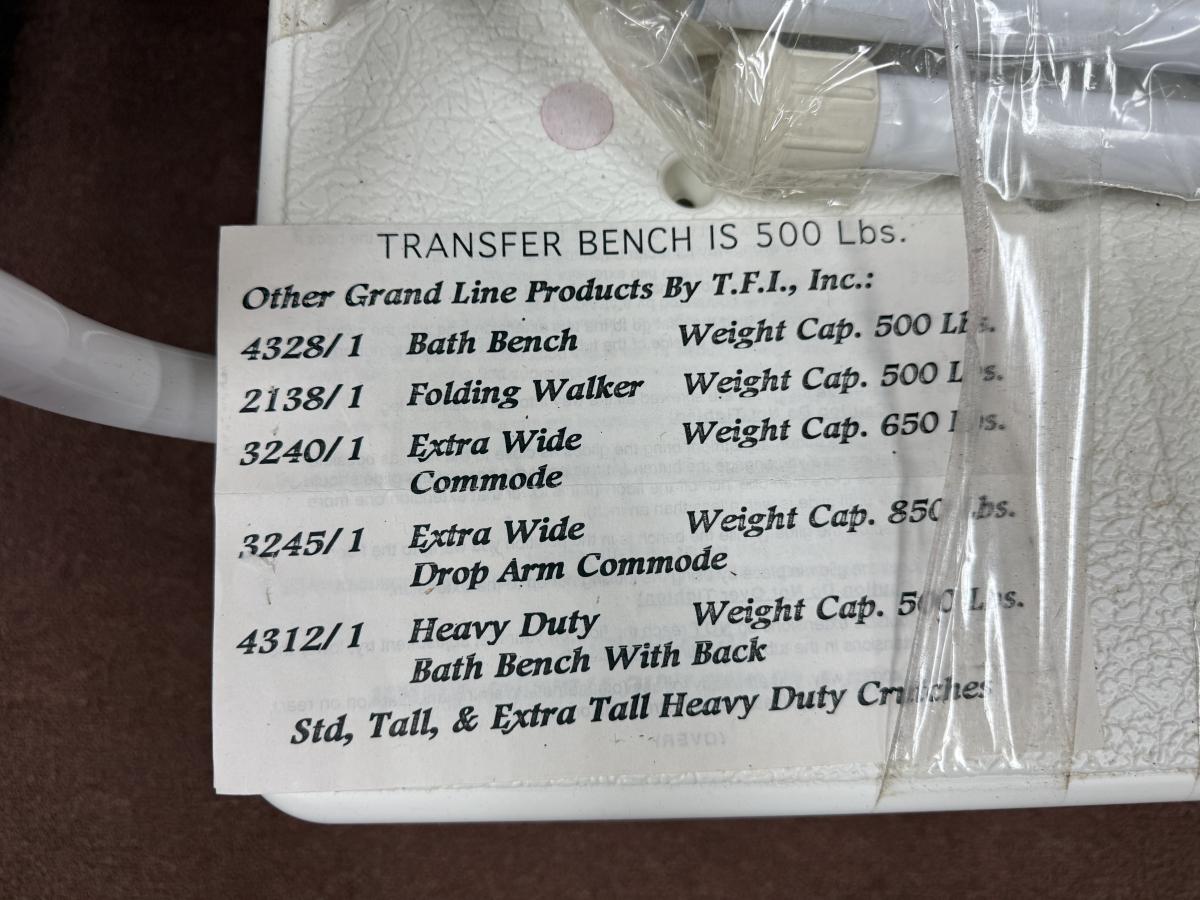 TRANSFER BENCH IS 500 Lbs.
Other Grand Line Products By T.F.I., Inc.:
4328/1 Bath Bench Weight Cap. 500 Lbs.
2138/1 Folding Walker Weight Cap. 500 Lbs.
3240/1 Extra Wide Weight Cap. 650 Lbs.
Commode
3245/1 Extra Wide Weight Cap. 850 Lbs.
Drop Arm Commode
4312/1 Heavy Duty Weight Cap. 500 Lbs.
Bath Bench With Back
Std, Tall, & Extra Tall Heavy Duty Crutches
(OVER)